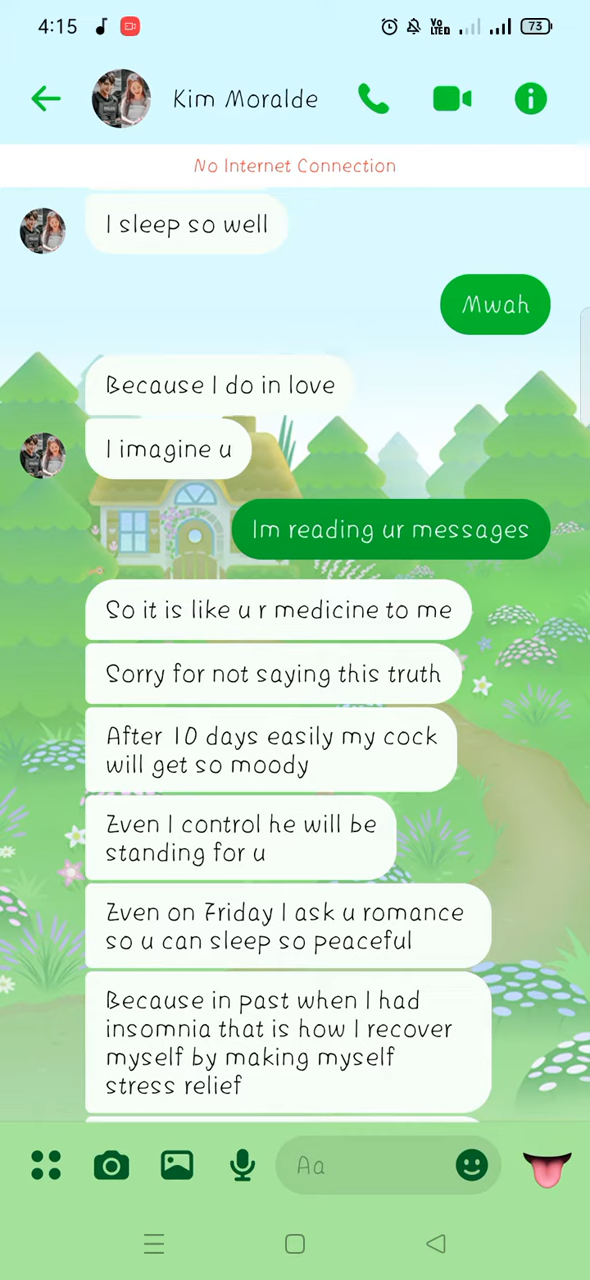 4:15
VO
LTED
73
Kim Moralde
No Internet Connection
I sleep so well
Mwah
Because I do in love
I imagine u
Im reading ur messages
So it is like u r medicine to me
Sorry for not saying this truth
After 10 days easily my cock
will get so moody
Even I control he will be
standing for u
Even on Friday I ask u romance
so u can sleep so peaceful
Because in past when I had
insomnia that is how I recover
myself by making myself
stress relief
Aa